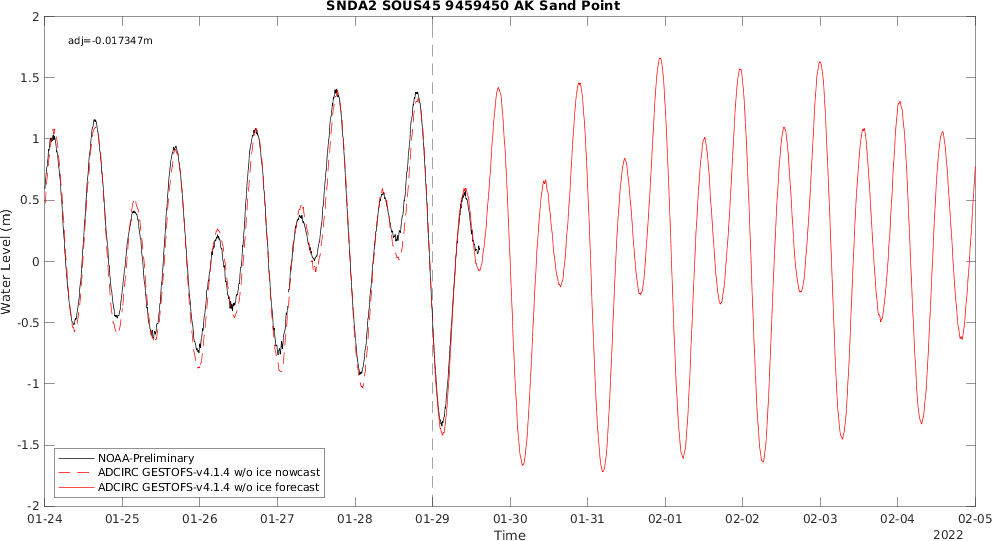 SNDA2 SOUS45 9459450 AK Sand Point
adj=-0.017347m
Water Level (m)
2
1.5
1
0.5
0
-0.5
-1
-1.5
-2
NOAA-Preliminary
ADCIRC GESTOFS-v4.1.4 w/o ice nowcast
ADCIRC GESTOFS-v4.1.4 w/o ice forecast
01-24 01-25 01-26 01-27 01-28 01-29 01-30 01-31 02-01 02-02 02-03 02-04 02-05
Time
2022